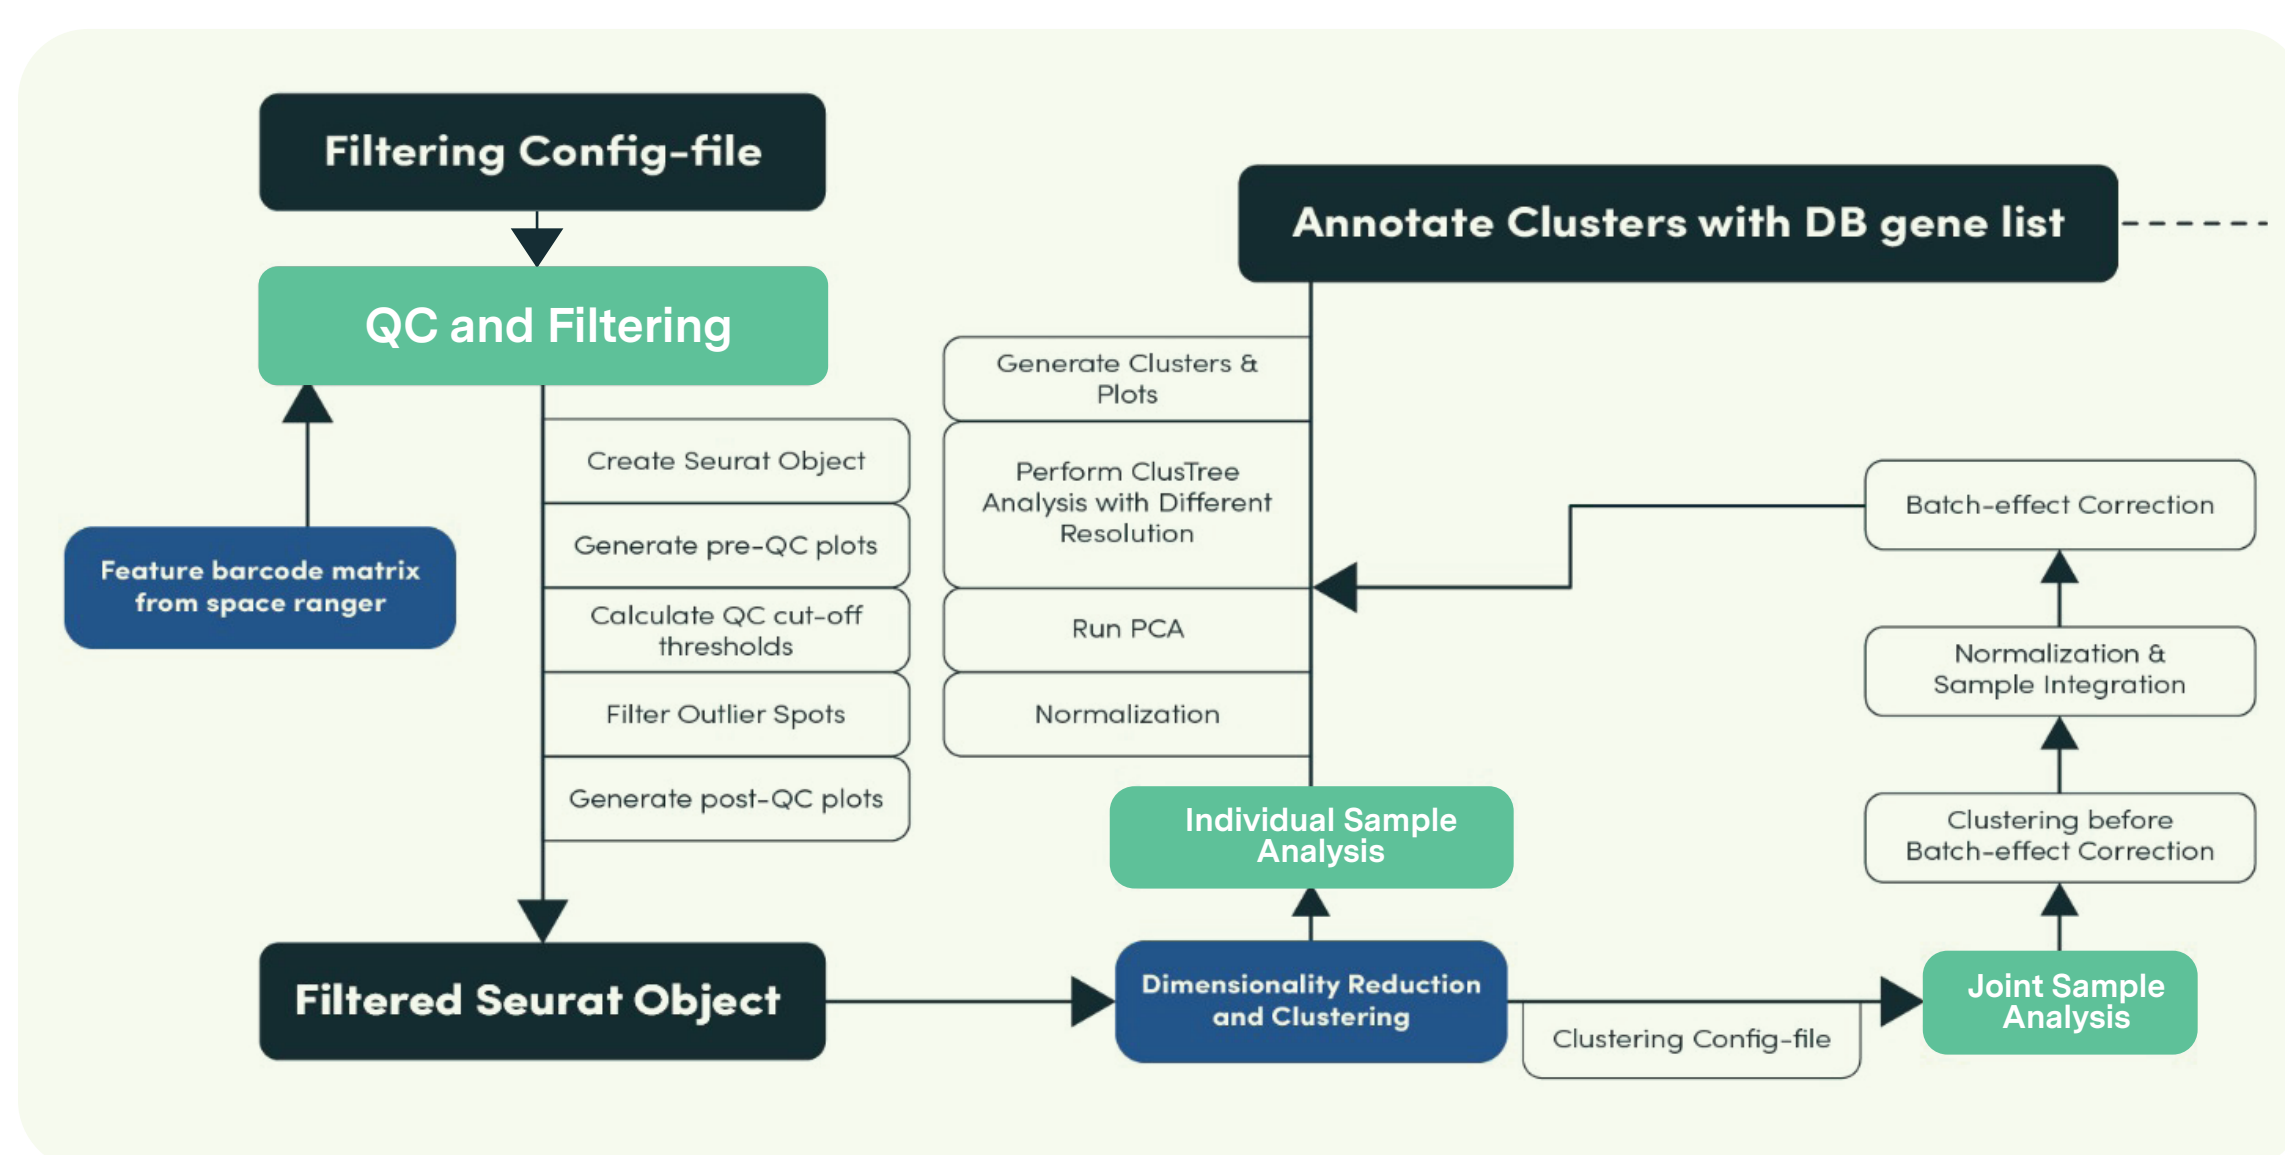 Filtering Config-file
QC and Filtering
Feature barcode matrix
from space ranger
Create Seurat Object
Generate pre-QC plots
Calculate QC cut-off
thresholds
Filter Outlier Spots
Generate post-QC plots
Filtered Seurat Object
Annotate Clusters with DB gene list
Generate Clusters &
Plots
Perform ClusTree
Analysis with Different
Resolution
Run PCA
Normalization
Individual Sample
Analysis
Dimensionality Reduction
and Clustering
Clustering Config-file
Batch-effect Correction
Normalization &
Sample Integration
Clustering before
Batch-effect Correction
Joint Sample
Analysis